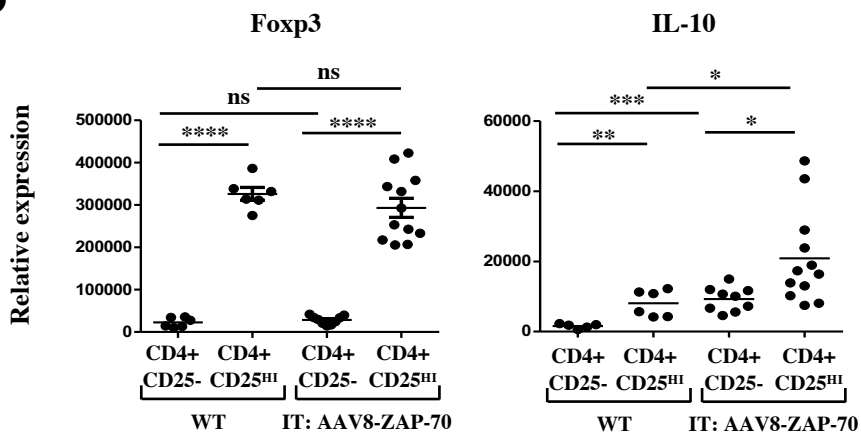 Foxp3
IL-10
Relative expression
ns
ns
****
****
500000
400000
300000
200000
100000
0
CD4+ CD4+ CD4+ CD4+
CD25- CD25HI CD25- CD25HI
WT IT: AAV8-ZAP-70
*
***
**
*
60000
40000
20000
0
CD4+ CD4+ CD4+ CD4+
CD25- CD25HI CD25- CD25HI
WT IT: AAV8-ZAP-70